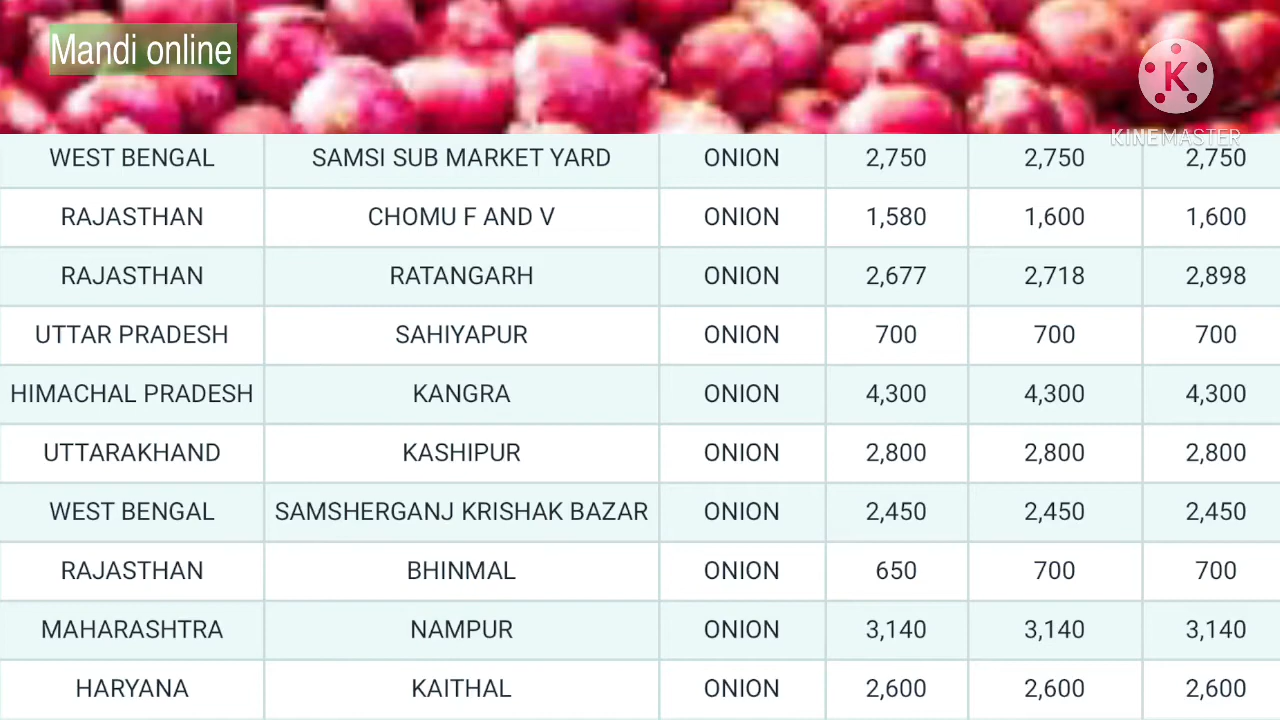 Mandi online
KINEMASTER
WEST BENGAL SAMSI SUB MARKET YARD ONION 2,750 2,750 2,750
RAJASTHAN CHOMU F AND V ONION 1,580 1,600 1,600
RAJASTHAN RATANGARH ONION 2,677 2,718 2,898
UTTAR PRADESH SAHIYAPUR ONION 700 700 700
HIMACHAL PRADESH KANGRA ONION 4,300 4,300 4,300
UTTARAKHAND KASHIPUR ONION 2,800 2,800 2,800
WEST BENGAL SAMSHERGANJ KRISHAK BAZAR ONION 2,450 2,450 2,450
RAJASTHAN BHINMAL ONION 650 700 700
MAHARASHTRA NAMPUR ONION 3,140 3,140 3,140
HARYANA KAITHAL ONION 2,600 2,600 2,600